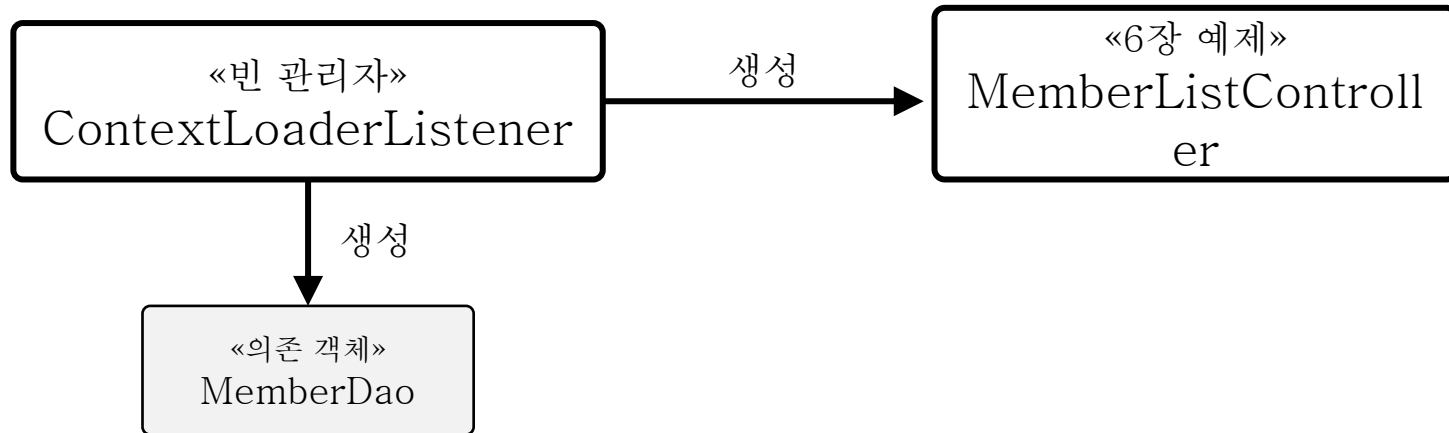 «빈 관리자»
ContextLoaderListener
생성
«6장 예제»
MemberListControll
er
생성
«의존 객체»
MemberDao